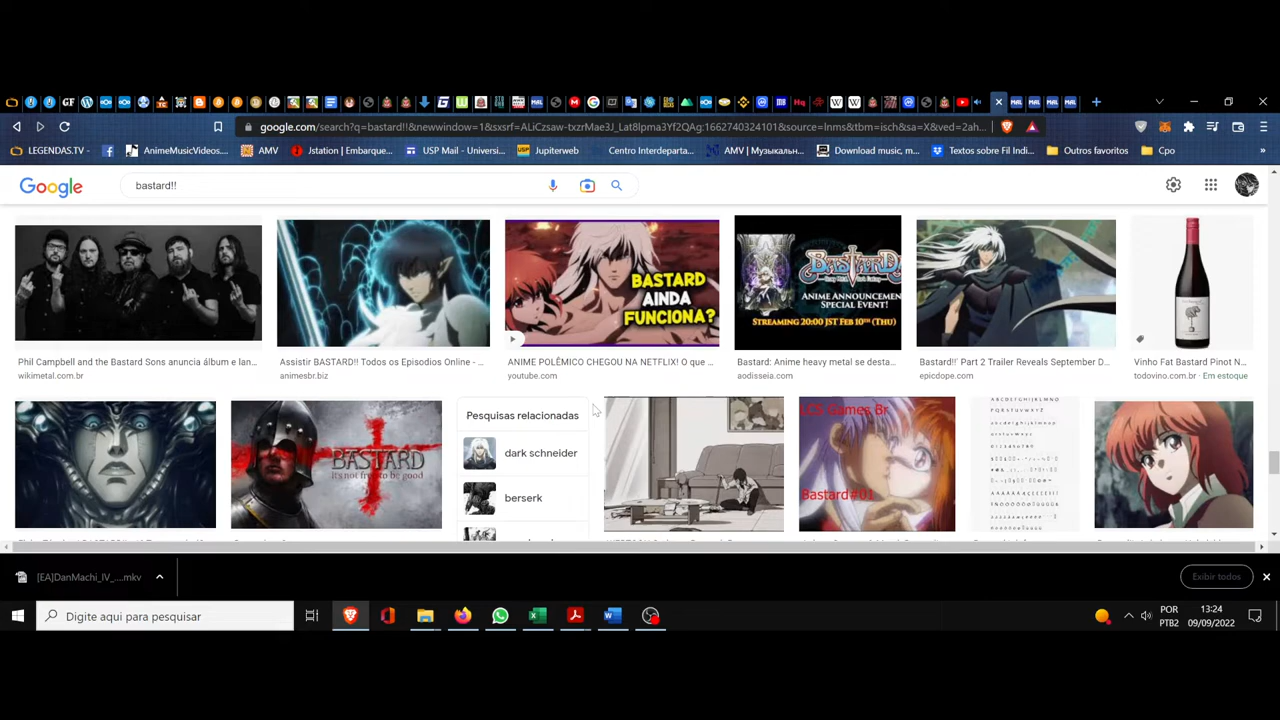 google.com/search?q=bastard!!&newwindow=1&sxsrf=ALiCzsaw-txzrMae3J_Lat8lpma3Yf2QAg:1662740324101&source=lnms&tbm=isch&sa=X&ved=2ah...
LEGENDAS.TV
AnimeMusicVideos...
AMV
Jstation | Embarque...
USP Mail - Universi...
Jupiterweb
Centro Interdeparta...
AMV | Музыкальн...
Download music, m...
Textos sobre Fil Indi...
Outros favoritos
Cpo
Google
bastard!!
BASTARD
AINDA
FUNCIONA?
BASTARD
ANIME ANNOUNCEMEN
SPECIAL EVENT!
STREAMING 20:00 JST FEB 10TH (THU)
Phil Campbell and the Bastard Sons anuncia álbum e lan...
wikimetal.com.br
Assistir BASTARD!! Todos os Episodios Online - ...
animesbr.biz
ANIME POLÊMICO CHEGOU NA NETFLIX! O que ...
youtube.com
Bastard: Anime heavy metal se desta...
aodisseia.com
Bastard!!' Part 2 Trailer Reveals September D...
epicdope.com
Vinho Fat Bastard Pinot N...
todovino.com.br - Em estoque
BASTARD
it's not free to be good
Pesquisas relacionadas
dark schneider
berserk
LCS Games Br
Bastard#01
[EA]DanMachi_IV_....mkv
Exibir todos
Digite aqui para pesquisar
POR
PTB2
13:24
09/09/2022